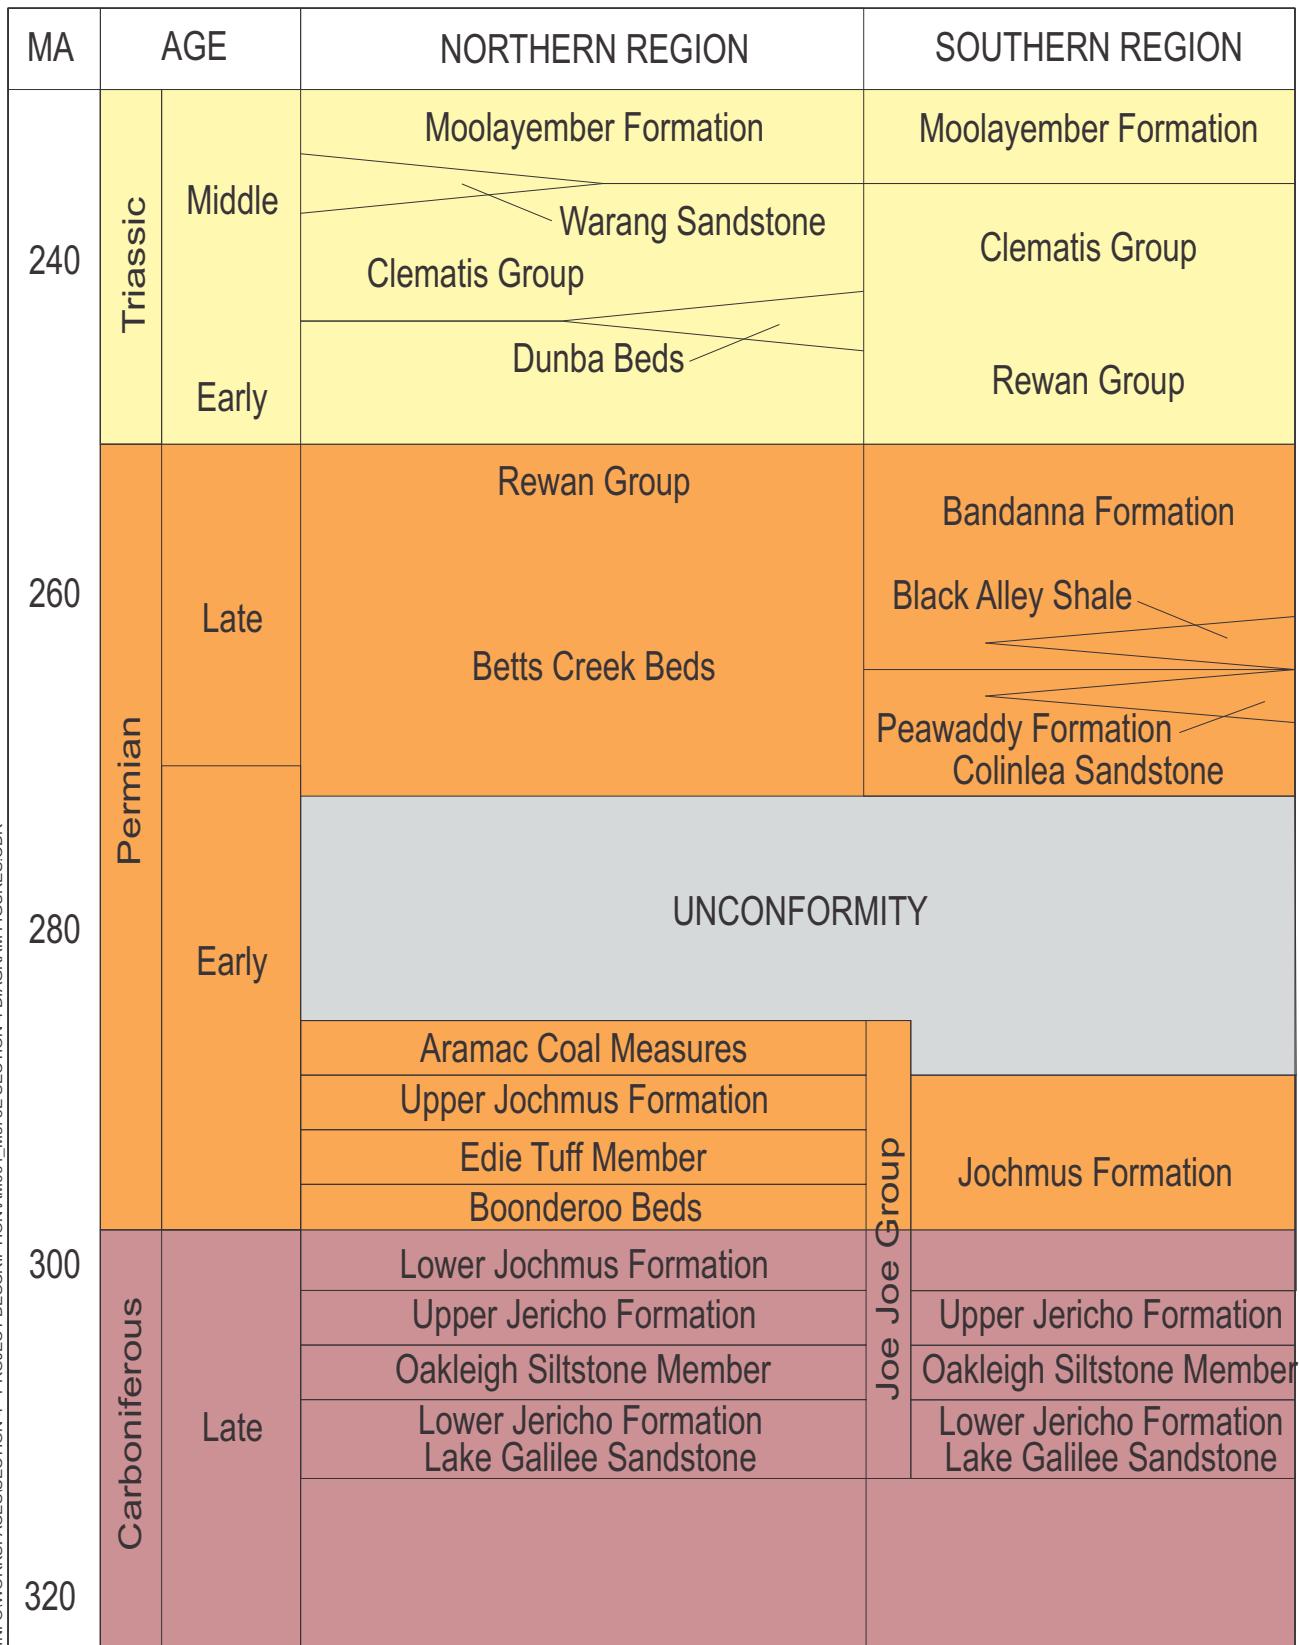 MA
AGE
NORTHERN REGION
SOUTHERN REGION
Moolayember Formation
Moolayember Formation
Middle
Warang Sandstone
Triassic
240
Clematis Group
Clematis Group
Dunba Beds
Rewan Group
Early
Rewan Group
Bandanna Formation
260
Late
Black Alley Shale
Betts Creek Beds
Peawaddy Formation
Colinlea Sandstone
Permian
UNCONFORMITY
280
Early
Aramac Coal Measures
Upper Jochmus Formation
Edie Tuff Member
Jochmus Formation
Boonderoo Beds
Joe Joe Group
300
Lower Jochmus Formation
Upper Jericho Formation
Upper Jericho Formation
Oakleigh Siltstone Member
Oakleigh Siltstone Member
Carboniferous
Late
Lower Jericho Formation
Lake Galilee Sandstone
Lower Jericho Formation
Lake Galilee Sandstone
320